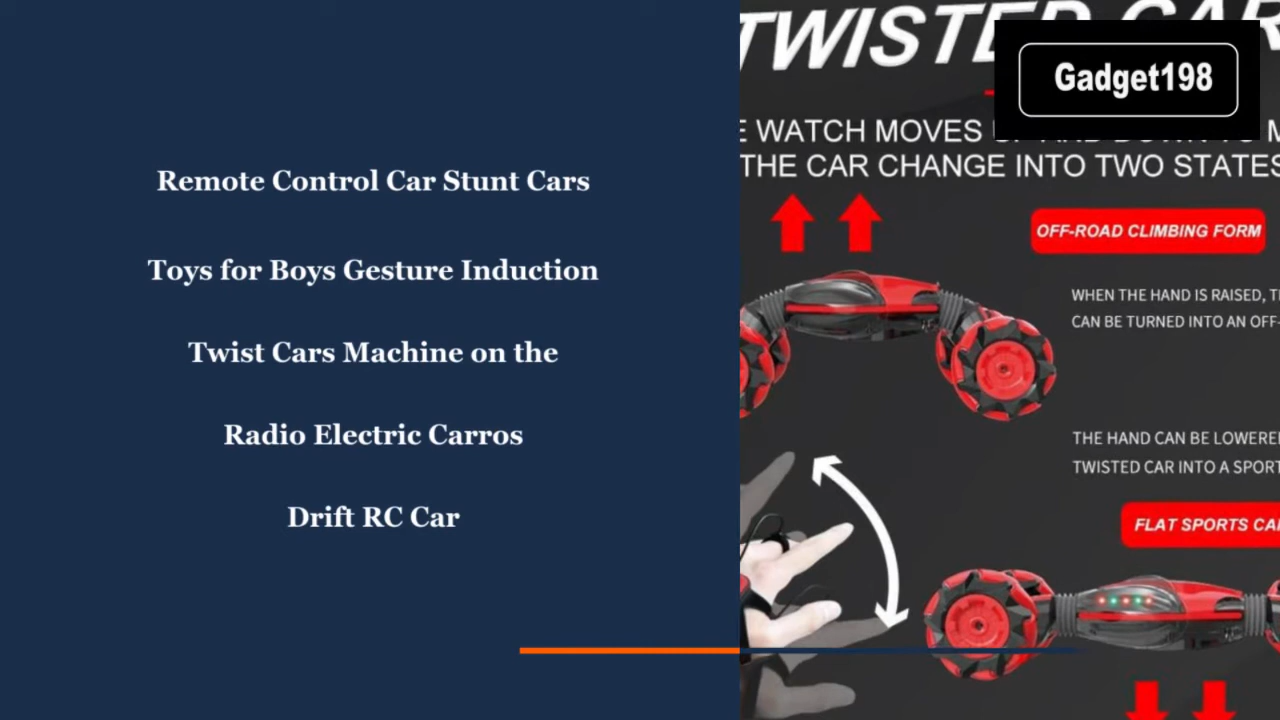 Remote Control Car Stunt Cars
Toys for Boys Gesture Induction
Twist Cars Machine on the
Radio Electric Carros
Drift RC Car
TWISTED CAR
Gadget198
WATCH MOVES
THE CAR CHANGE INTO TWO STATES
OFF-ROAD CLIMBING FORM
WHEN THE HAND IS RAISED,
CAN BE TURNED INTO AN OFF-
THE HAND CAN BE LOWERE
TWISTED CAR INTO A SPORT
FLAT SPORTS CA